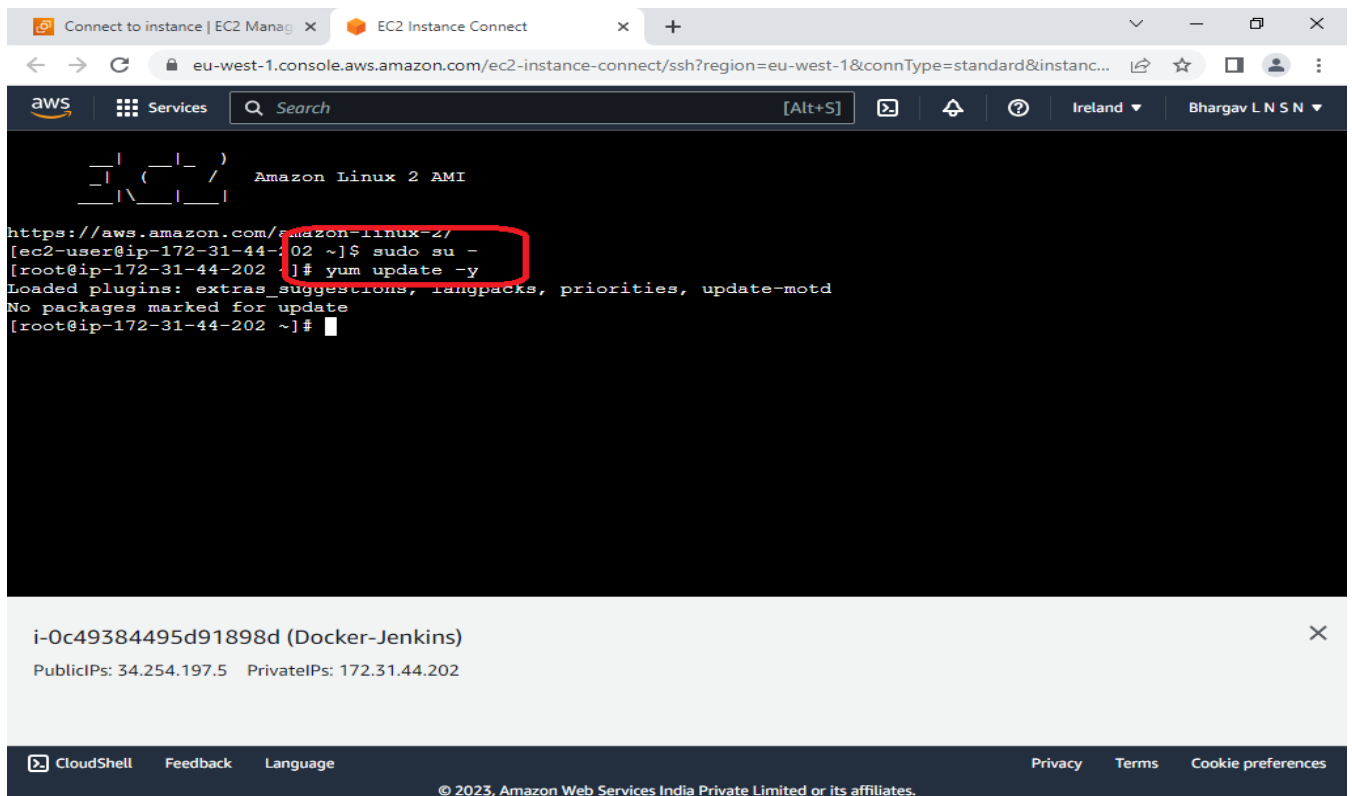 Connect to instance | EC2 Manag
EC2 Instance Connect
eu-west-1.console.aws.amazon.com/ec2-instance-connect/ssh?region=eu-west-1&connType=standard&instanc...
aws
Services
Search
[Alt+S]
Ireland ▼
Bhargav L N S N ▼
__|  __|_  )
_|  (     /   Amazon Linux 2 AMI
___|\___|___|
https://aws.amazon.com/amazon-linux-2/
[ec2-user@ip-172-31-44-202 ~]$ sudo su -
[root@ip-172-31-44-202 ~]# yum update -y
Loaded plugins: extras_suggestions, langpacks, priorities, update-motd
No packages marked for update
[root@ip-172-31-44-202 ~]#
i-0c49384495d91898d (Docker-Jenkins)
PublicIPs: 34.254.197.5 PrivateIPs: 172.31.44.202
CloudShell Feedback Language
Privacy Terms Cookie preferences
© 2023, Amazon Web Services India Private Limited or its affiliates.